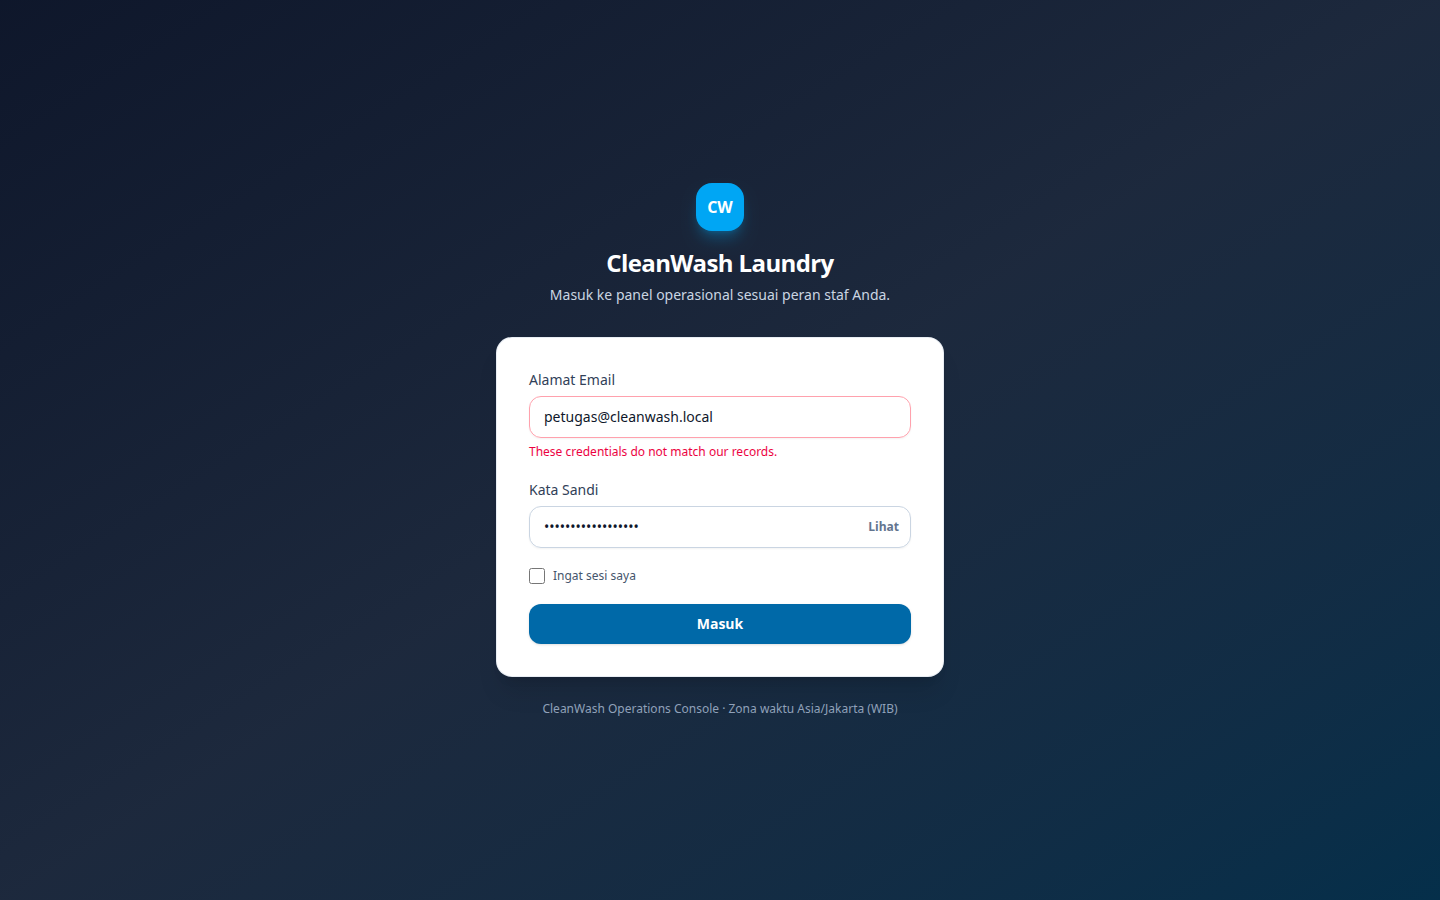 CW
CleanWash Laundry
Masuk ke panel operasional sesuai peran staf Anda.
Alamat Email
petugas@cleanwash.local
These credentials do not match our records.
Kata Sandi
••••••••••••••••••
Lihat
Ingat sesi saya
Masuk
CleanWash Operations Console · Zona waktu Asia/Jakarta (WIB)